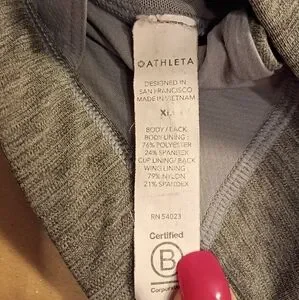 ATHLETA
DESIGNED IN
SAN FRANCISCO
MADE IN VIETNAM
XL
BODY / BACK
BODY LINING:
76% POLYESTER
24% SPANDEX
CUP LINING/BACK
WING LINING:
79% NYLON
21% SPANDEX
RN 54023
Certified
B
Corporation